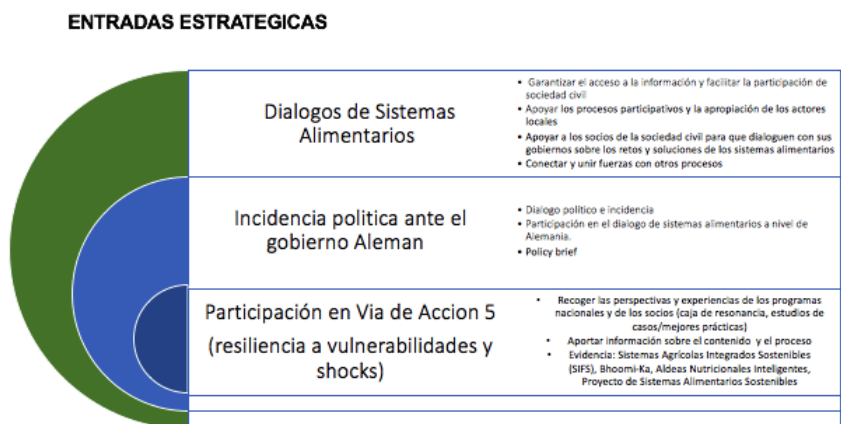 ENTRADAS ESTRATEGICAS
Dialogos de Sistemas
Alimentarios
• Garantizar el acceso a la información y facilitar la participación de
sociedad civil
• Apoyar los procesos participativos y la apropiación de los actores
locales
• Apoyar a los socios de la sociedad civil para que dialoguen con sus
gobiernos sobre los retos y soluciones de los sistemas alimentarios
• Conectar y unir fuerzas con otros procesos
Incidencia politica ante el
gobierno Aleman
• Dialogo político e incidencia
• Participación en el dialogo de sistemas alimentarios a nivel de
Alemania.
• Policy brief
Participación en Via de Accion 5
(resiliencia a vulnerabilidades y
shocks)
• Recoger las perspectivas y experiencias de los programas
nacionales y de los socios (caja de resonancia, estudios de
casos/mejores prácticas)
• Aportar información sobre el contenido y el proceso
• Evidencia: Sistemas Agrícolas Integrados Sostenibles
(SIFS), Bhoomi-Ka, Aldeas Nutricionales Inteligentes,
Proyecto de Sistemas Alimentarios Sostenibles